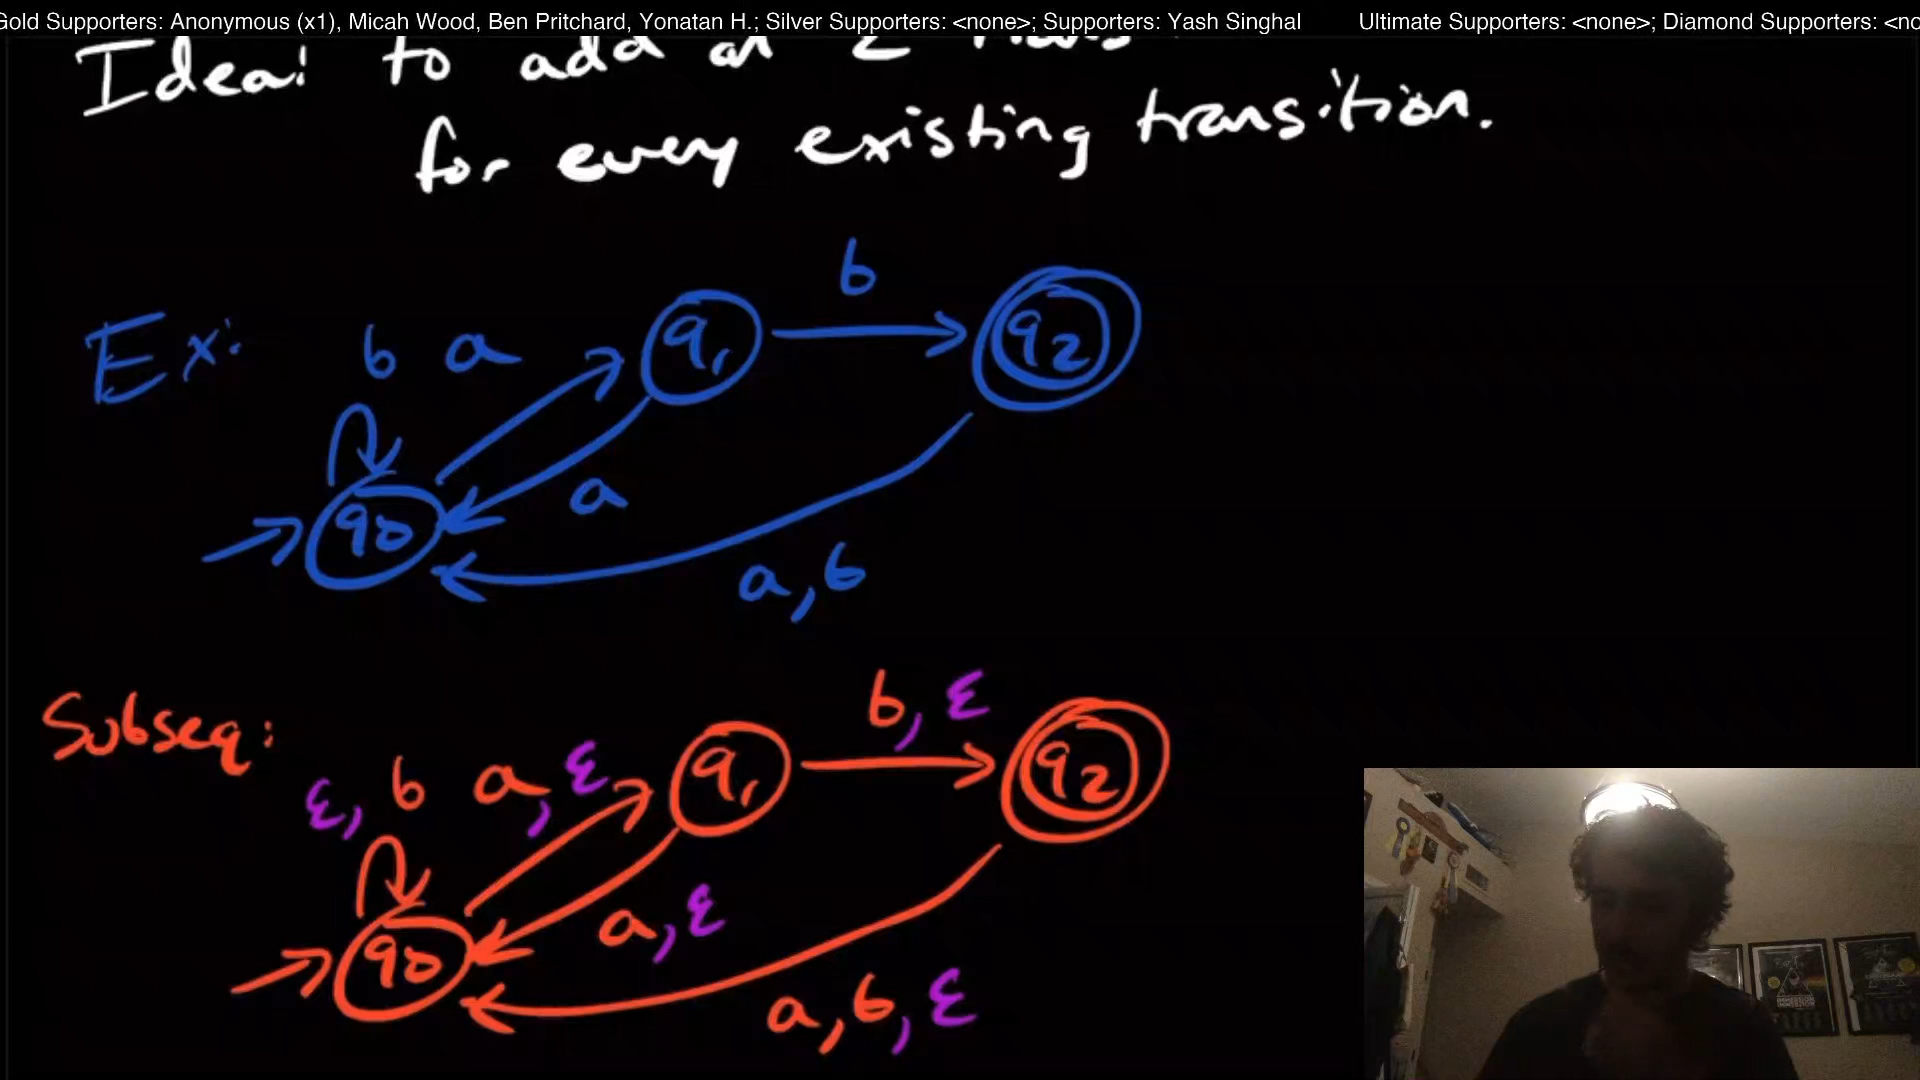 Gold Supporters: Anonymous (x1), Micah Wood, Ben Pritchard, Yonatan H.; Silver Supporters: <none>; Supporters: Yash Singhal Ultimate Supporters: <none>; Diamond Supporters:
Idea: to add an ε
for every existing transition.
Ex: b a q1 b q2
q0 a a,b
Subseq: ε, b a, ε q1 b, ε q2
q0 a, ε a, b, ε